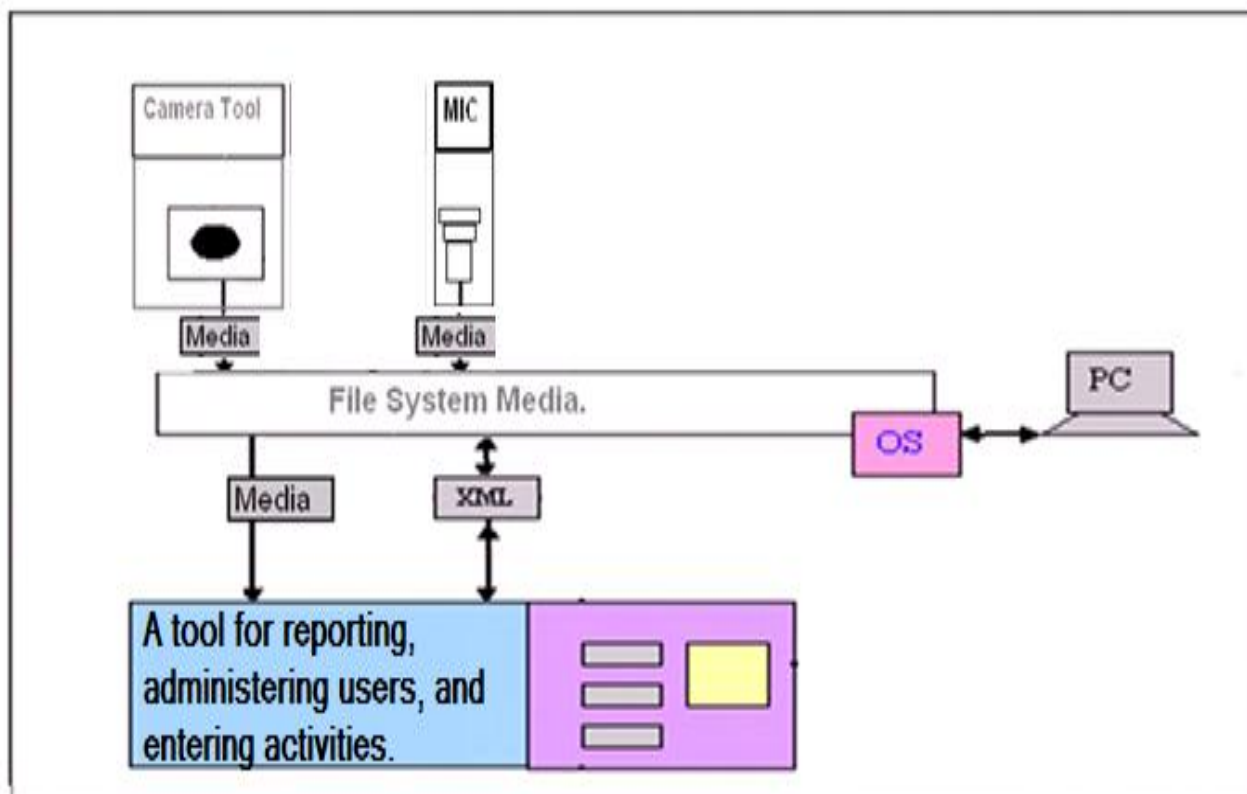 Camera Tool
MIC
Media
Media
File System Media.
PC
OS
Media
XML
A tool for reporting,
administering users, and
entering activities.